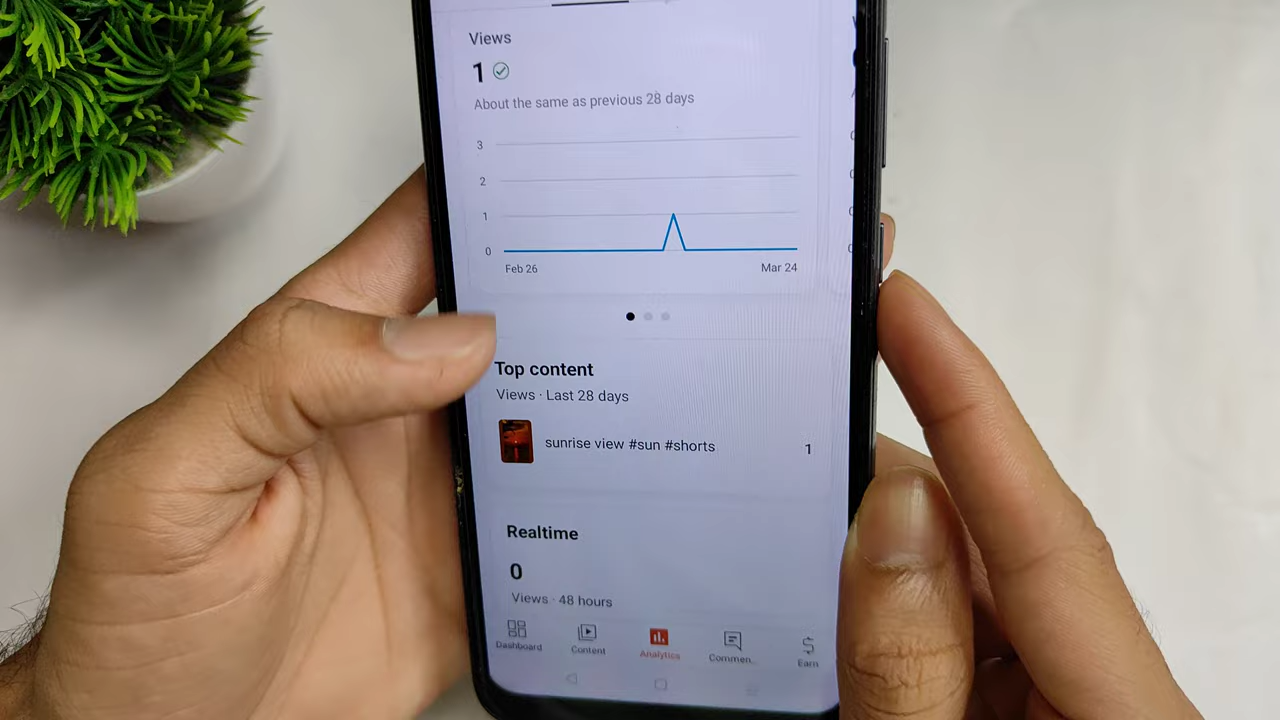 Views
1
About the same as previous 28 days
3
2
1
0
Feb 26
Mar 24
Top content
Views · Last 28 days
sunrise view #sun #shorts
1
Realtime
0
Views · 48 hours
Dashboard
Content
Analytics
Commen..
Earn